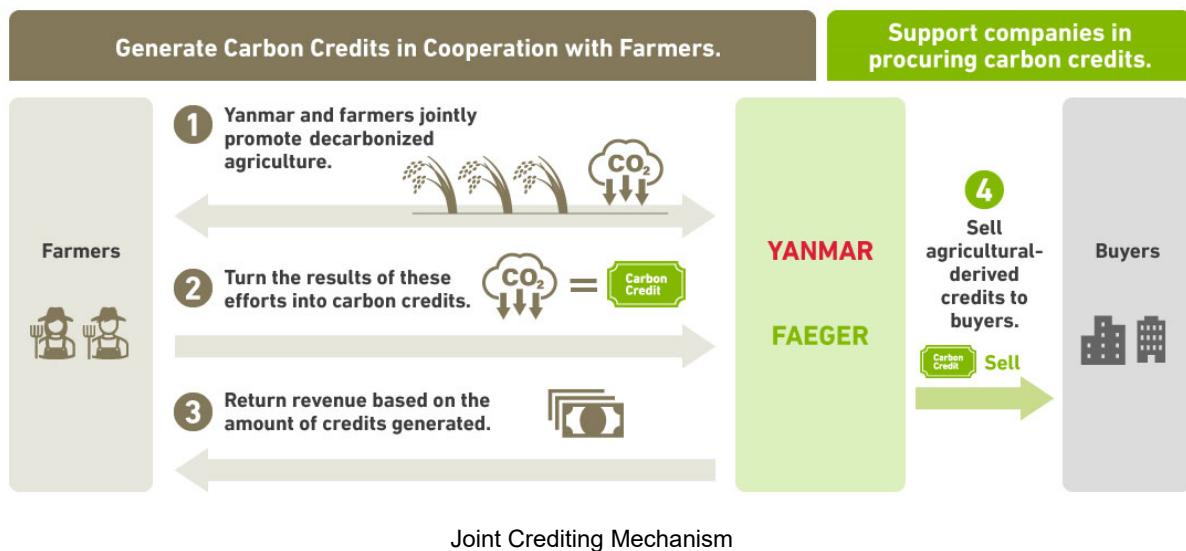 Generate Carbon Credits in Cooperation with Farmers.
Support companies in
procuring carbon credits.
1
Yanmar and farmers jointly
promote decarbonized
agriculture.
CO₂
Farmers
2
Turn the results of these
efforts into carbon credits.
CO₂
=
Carbon
Credit
3
Return revenue based on the
amount of credits generated.
YANMAR
FAEGER
4
Sell
agricultural-
derived
credits to
buyers.
Carbon
Credit
Sell
Buyers
Joint Crediting Mechanism